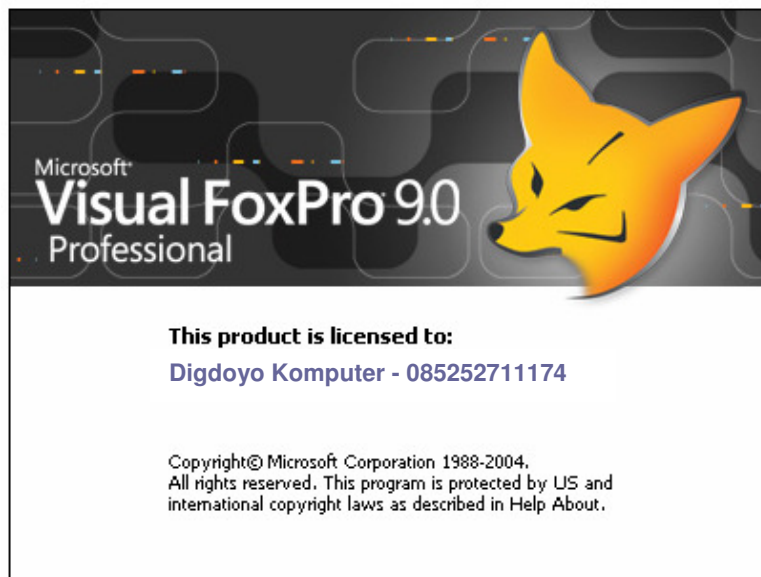 Microsoft®
Visual FoxPro® 9.0
Professional
This product is licensed to:
Digdoyo Komputer - 085252711174
Copyright© Microsoft Corporation 1988-2004.
All rights reserved. This program is protected by US and
international copyright laws as described in Help About.